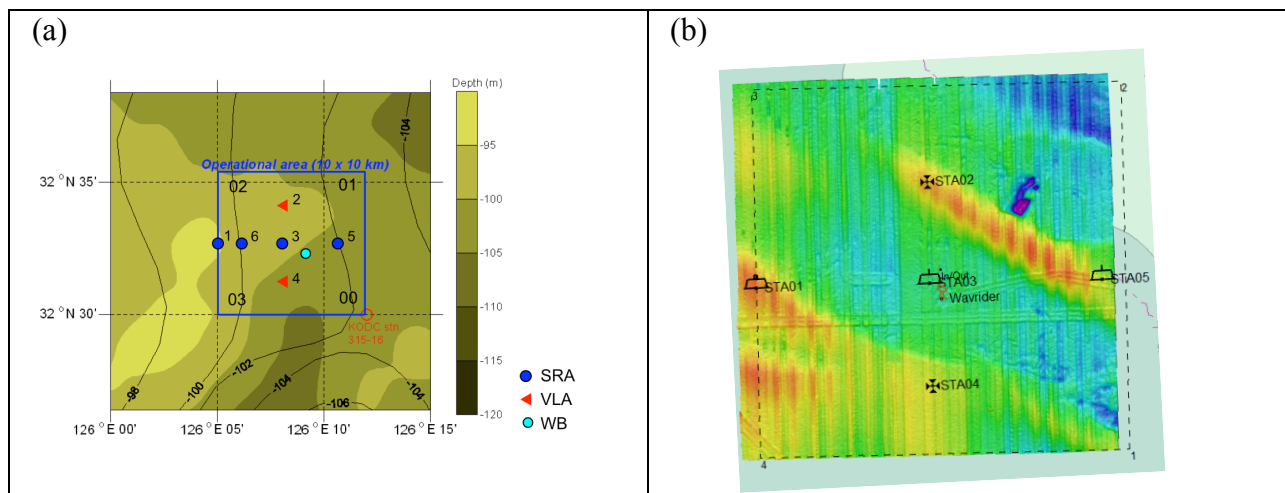 (a)
Depth (m)
-95
-100
-105
-110
-115
-120
-104
Operational area (10 x 10 km)
02
01
2
1
6
3
5
4
03
00
KODC stn.
315-16
-98
-100
-102
-104
-106
-104
32 °N 35'
32 °N 30'
126 °E 00'
126 °E 05'
126 °E 10'
126 °E 15'
SRA
VLA
WB
(b)
3
2
STA02
In/Out
STA01
STA03
STA05
Wavrider
STA04
4
1